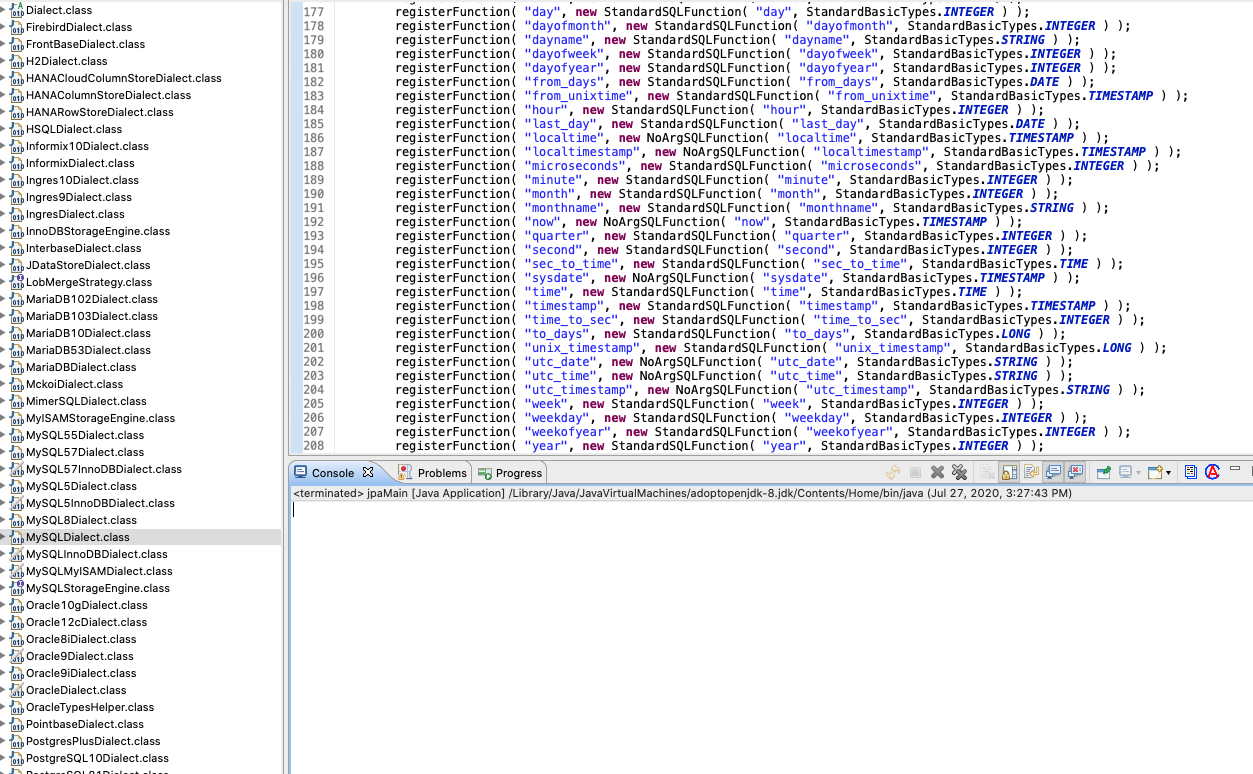 Dialect.class
FirebirdDialect.class
FrontBaseDialect.class
H2Dialect.class
HANACloudColumnStoreDialect.class
HANAColumnStoreDialect.class
HANARowStoreDialect.class
HSQLDialect.class
Informix10Dialect.class
InformixDialect.class
Ingres10Dialect.class
Ingres9Dialect.class
IngresDialect.class
InnoDBStorageEngine.class
InterbaseDialect.class
JDataStoreDialect.class
LobMergeStrategy.class
MariaDB102Dialect.class
MariaDB103Dialect.class
MariaDB10Dialect.class
MariaDB53Dialect.class
MariaDBDialect.class
MckoiDialect.class
MimerSQLDialect.class
MyISAMStorageEngine.class
MySQL55Dialect.class
MySQL57Dialect.class
MySQL57InnoDBDialect.class
MySQL5Dialect.class
MySQL5InnoDBDialect.class
MySQL8Dialect.class
MySQLDialect.class
MySQLInnoDBDialect.class
MySQLMyISAMDialect.class
MySQLStorageEngine.class
Oracle10gDialect.class
Oracle12cDialect.class
Oracle8iDialect.class
Oracle9Dialect.class
Oracle9iDialect.class
OracleDialect.class
OracleTypesHelper.class
PointbaseDialect.class
PostgresPlusDialect.class
PostgreSQL10Dialect.class
177 registerFunction( "day", new StandardSQLFunction( "day", StandardBasicTypes.INTEGER ) );
178 registerFunction( "dayofmonth", new StandardSQLFunction( "dayofmonth", StandardBasicTypes.INTEGER ) );
179 registerFunction( "dayname", new StandardSQLFunction( "dayname", StandardBasicTypes.STRING ) );
180 registerFunction( "dayofweek", new StandardSQLFunction( "dayofweek", StandardBasicTypes.INTEGER ) );
181 registerFunction( "dayofyear", new StandardSQLFunction( "dayofyear", StandardBasicTypes.INTEGER ) );
182 registerFunction( "from_days", new StandardSQLFunction( "from_days", StandardBasicTypes.DATE ) );
183 registerFunction( "from_unixtime", new StandardSQLFunction( "from_unixtime", StandardBasicTypes.TIMESTAMP ) );
184 registerFunction( "hour", new StandardSQLFunction( "hour", StandardBasicTypes.INTEGER ) );
185 registerFunction( "last_day", new StandardSQLFunction( "last_day", StandardBasicTypes.DATE ) );
186 registerFunction( "localtime", new NoArgSQLFunction( "localtime", StandardBasicTypes.TIMESTAMP ) );
187 registerFunction( "localtimestamp", new NoArgSQLFunction( "localtimestamp", StandardBasicTypes.TIMESTAMP ) );
188 registerFunction( "microseconds", new StandardSQLFunction( "microseconds", StandardBasicTypes.INTEGER ) );
189 registerFunction( "minute", new StandardSQLFunction( "minute", StandardBasicTypes.INTEGER ) );
190 registerFunction( "month", new StandardSQLFunction( "month", StandardBasicTypes.INTEGER ) );
191 registerFunction( "monthname", new StandardSQLFunction( "monthname", StandardBasicTypes.STRING ) );
192 registerFunction( "now", new NoArgSQLFunction( "now", StandardBasicTypes.TIMESTAMP ) );
193 registerFunction( "quarter", new StandardSQLFunction( "quarter", StandardBasicTypes.INTEGER ) );
194 registerFunction( "second", new StandardSQLFunction( "second", StandardBasicTypes.INTEGER ) );
195 registerFunction( "sec_to_time", new StandardSQLFunction( "sec_to_time", StandardBasicTypes.TIME ) );
196 registerFunction( "sysdate", new NoArgSQLFunction( "sysdate", StandardBasicTypes.TIMESTAMP ) );
197 registerFunction( "time", new StandardSQLFunction( "time", StandardBasicTypes.TIME ) );
198 registerFunction( "timestamp", new StandardSQLFunction( "timestamp", StandardBasicTypes.TIMESTAMP ) );
199 registerFunction( "time_to_sec", new StandardSQLFunction( "time_to_sec", StandardBasicTypes.INTEGER ) );
200 registerFunction( "to_days", new StandardSQLFunction( "to_days", StandardBasicTypes.LONG ) );
201 registerFunction( "unix_timestamp", new StandardSQLFunction( "unix_timestamp", StandardBasicTypes.LONG ) );
202 registerFunction( "utc_date", new NoArgSQLFunction( "utc_date", StandardBasicTypes.STRING ) );
203 registerFunction( "utc_time", new NoArgSQLFunction( "utc_time", StandardBasicTypes.STRING ) );
204 registerFunction( "utc_timestamp", new NoArgSQLFunction( "utc_timestamp", StandardBasicTypes.STRING ) );
205 registerFunction( "week", new StandardSQLFunction( "week", StandardBasicTypes.INTEGER ) );
206 registerFunction( "weekday", new StandardSQLFunction( "weekday", StandardBasicTypes.INTEGER ) );
207 registerFunction( "weekofyear", new StandardSQLFunction( "weekofyear", StandardBasicTypes.INTEGER ) );
208 registerFunction( "year", new StandardSQLFunction( "year", StandardBasicTypes.INTEGER ) );
Console Problems Progress
<terminated> jpaMain [Java Application] /Library/Java/JavaVirtualMachines/adoptopenjdk-8.jdk/Contents/Home/bin/java (Jul 27, 2020, 3:27:43 PM)